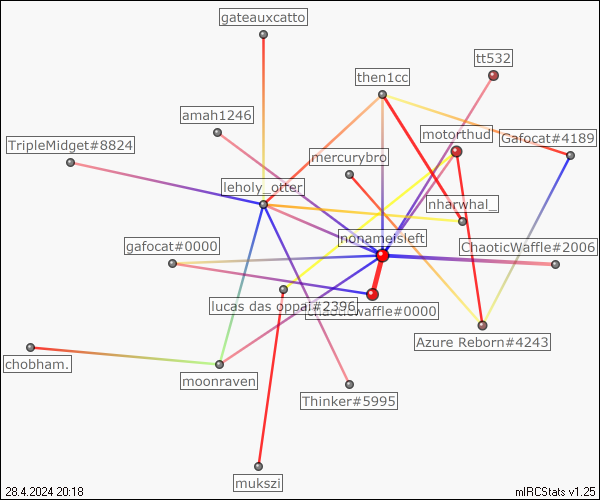 gateauxcatto
tt532
then1cc
amah1246
motorthud
Gafocat#4189
TripleMidget#8824
mercurybro
leholy_otter
nharwhal_
nonameisleft
gafocat#0000
ChaoticWaffle#2006
lucas das oppai#2396
chaoticwaffle#0000
Azure Reborn#4243
chobham.
moonraven
Thinker#5995
mukszi
28.4.2024 20:18
mIRCStats v1.25